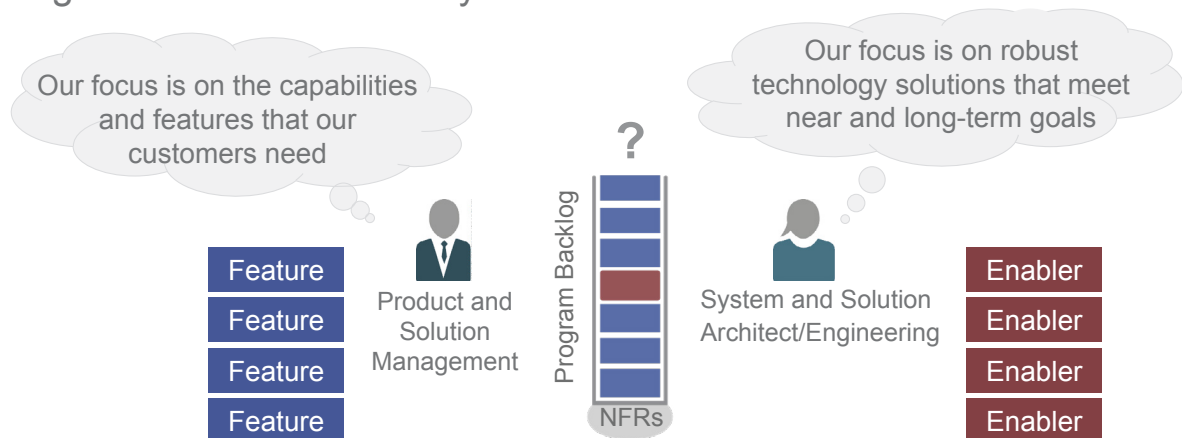 Our focus is on the capabilities
and features that our
customers need
Our focus is on robust
technology solutions that meet
near and long-term goals
?
Program Backlog
Feature
Feature
Feature
Feature
Product and
Solution
Management
System and Solution
Architect/Engineering
Enabler
Enabler
Enabler
Enabler
NFRs